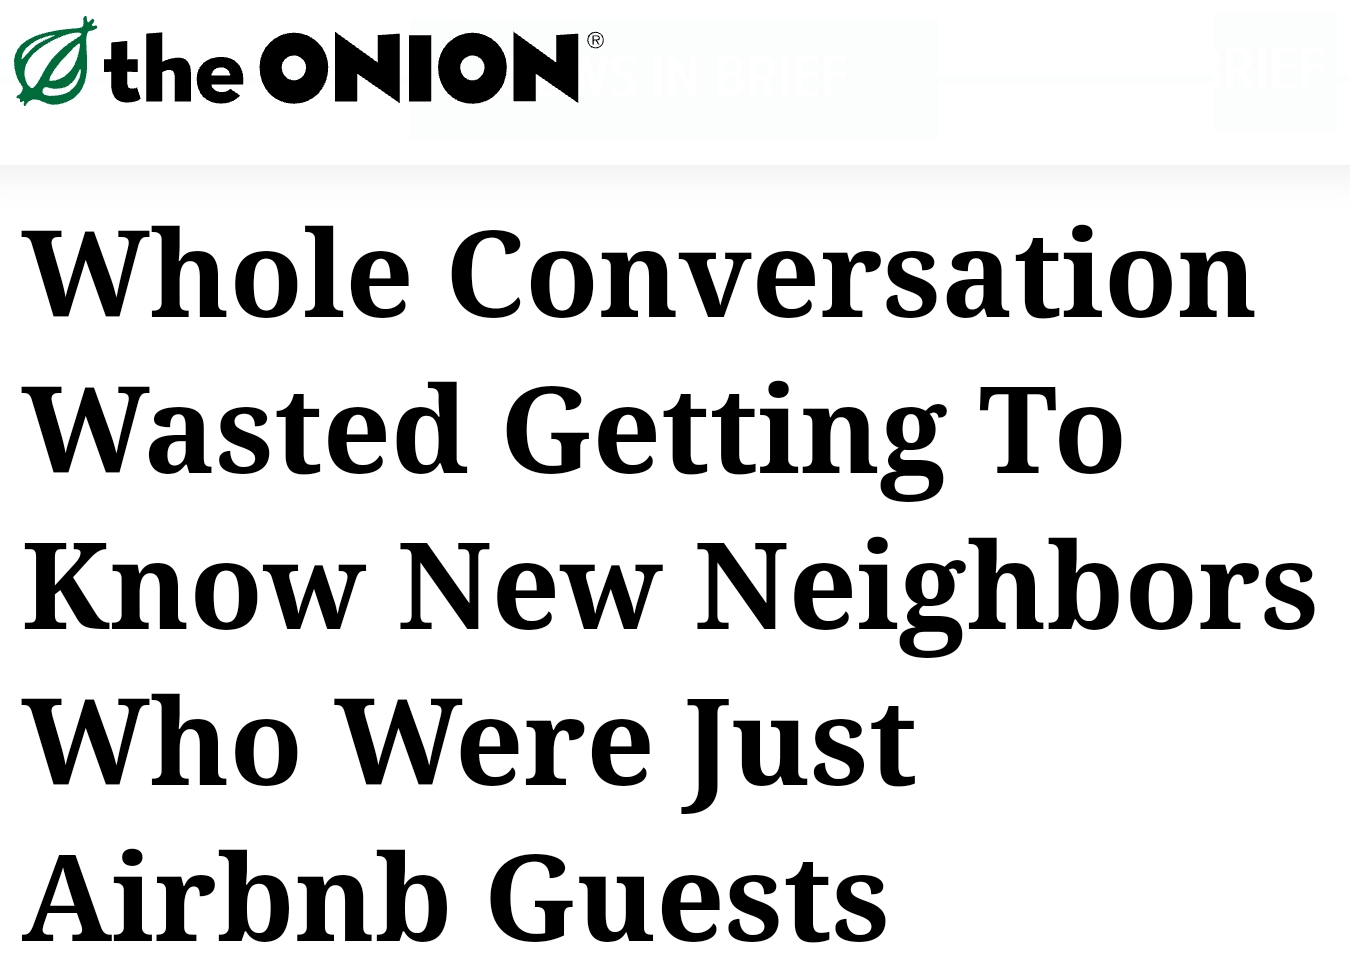 the ONION®
Whole Conversation
Wasted Getting To
Know New Neighbors
Who Were Just
Airbnb Guests